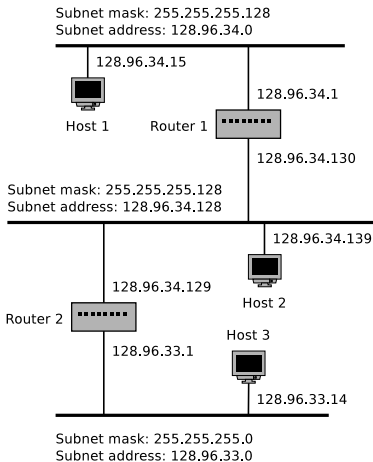 Subnet mask: 255.255.255.128
Subnet address: 128.96.34.0
128.96.34.15
128.96.34.1
Host 1
Router 1
128.96.34.130
Subnet mask: 255.255.255.128
Subnet address: 128.96.34.128
128.96.34.139
128.96.34.129
Host 2
Router 2
Host 3
128.96.33.1
128.96.33.14
Subnet mask: 255.255.255.0
Subnet address: 128.96.33.0